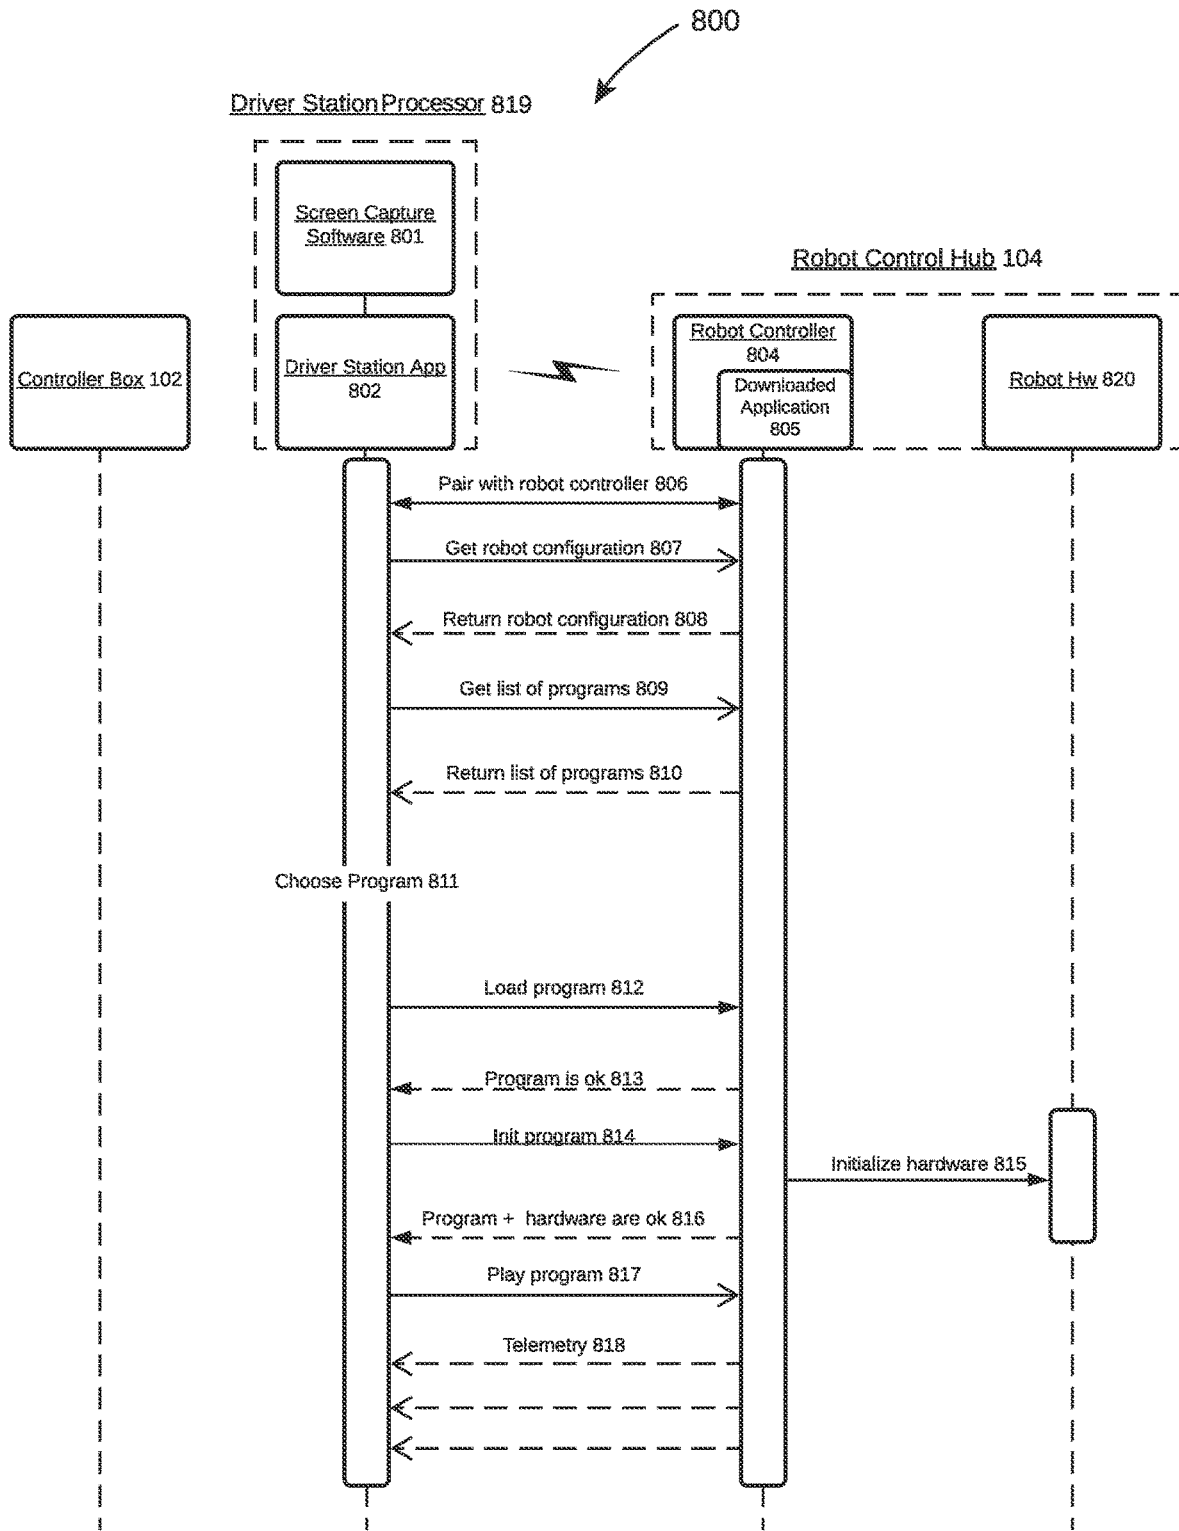 800
Driver Station Processor 819
Screen Capture
Software 801
Robot Control Hub 104
Controller Box 102
Driver Station App
802
Robot Controller
804
Downloaded
Application
805
Robot Hw 820
Pair with robot controller 806
Get robot configuration 807
Return robot configuration 808
Get list of programs 809
Return list of programs 810
Choose Program 811
Load program 812
Program is ok 813
Init program 814
Initialize hardware 815
Program + hardware are ok 816
Play program 817
Telemetry 818